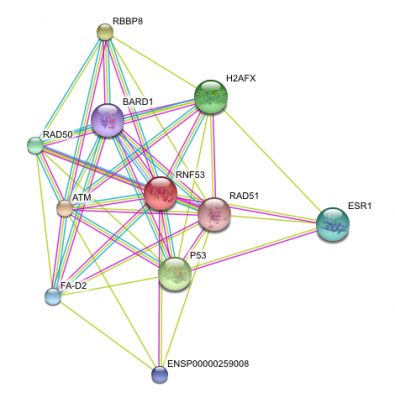 RBBP8
H2AFX
BARD1
RAD50
RNF53
ATM
RAD51
ESR1
P53
FA-D2
ENSP00000259008